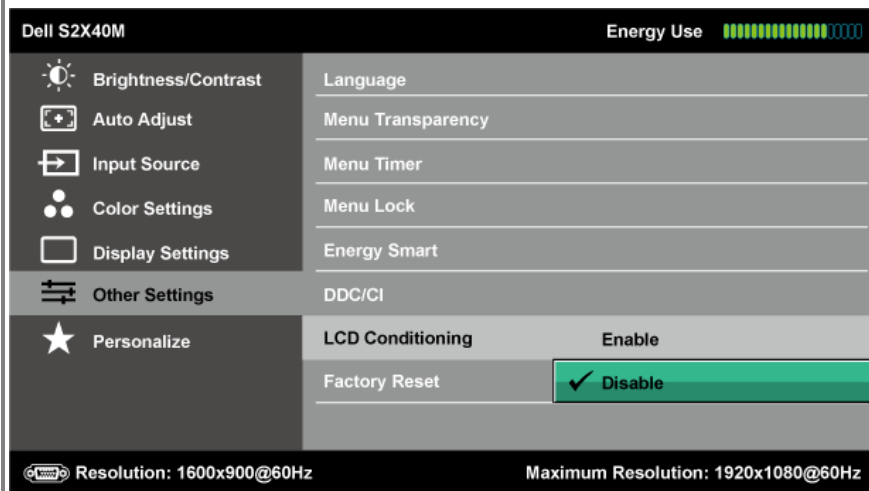 Dell S2X40M Energy Use
Brightness/Contrast
Auto Adjust
Input Source
Color Settings
Display Settings
Other Settings
Personalize
Language
Menu Transparency
Menu Timer
Menu Lock
Energy Smart
DDC/CI
LCD Conditioning Enable
Factory Reset Disable
Resolution: 1600x900@60Hz Maximum Resolution: 1920x1080@60Hz